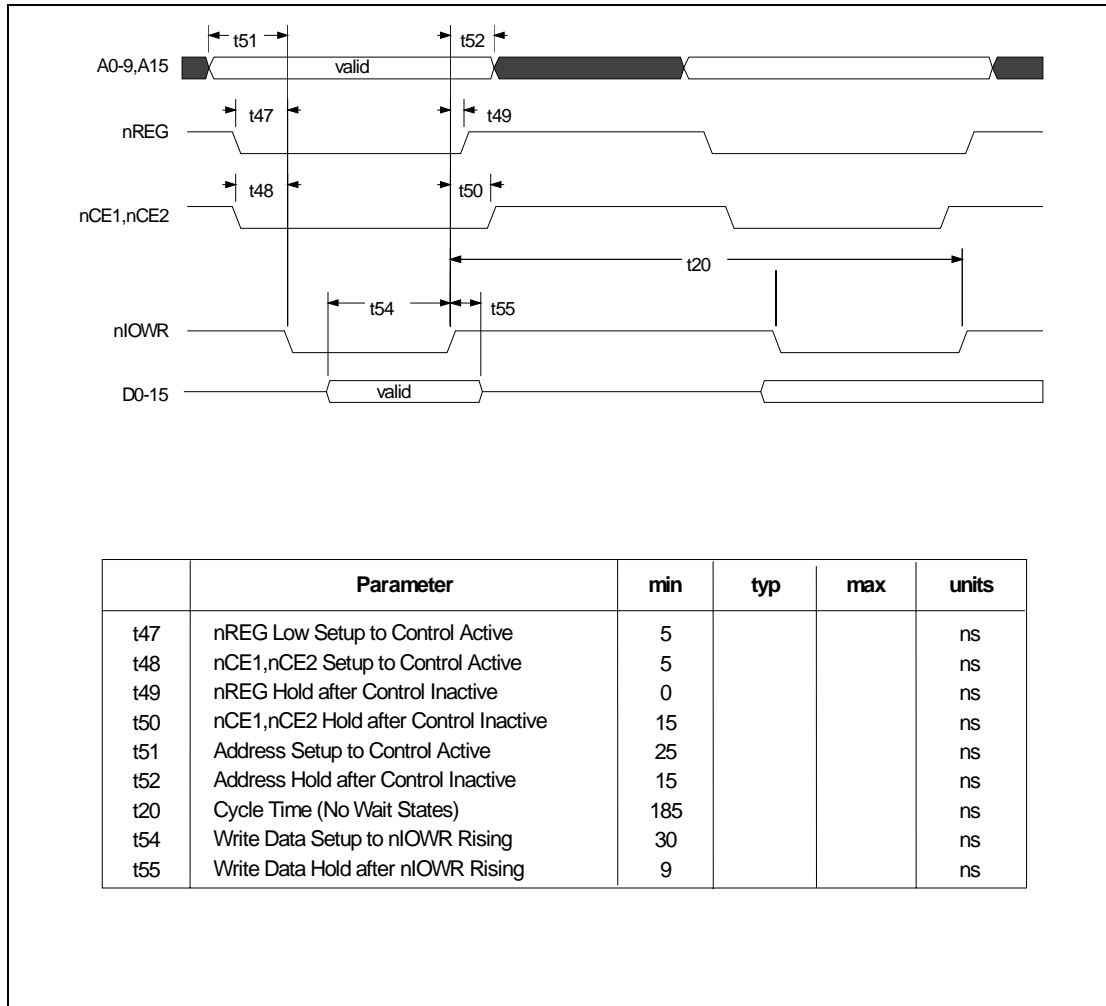 t51 t52
A0-9,A15 valid
t47 t49
nREG
t48 t50
nCE1,nCE2
t20
t54 t55
nIOWR
D0-15 valid
Parameter min typ max units
t47 nREG Low Setup to Control Active 5 ns
t48 nCE1,nCE2 Setup to Control Active 5 ns
t49 nREG Hold after Control Inactive 0 ns
t50 nCE1,nCE2 Hold after Control Inactive 15 ns
t51 Address Setup to Control Active 25 ns
t52 Address Hold after Control Inactive 15 ns
t20 Cycle Time (No Wait States) 185 ns
t54 Write Data Setup to nIOWR Rising 30 ns
t55 Write Data Hold after nIOWR Rising 9 ns